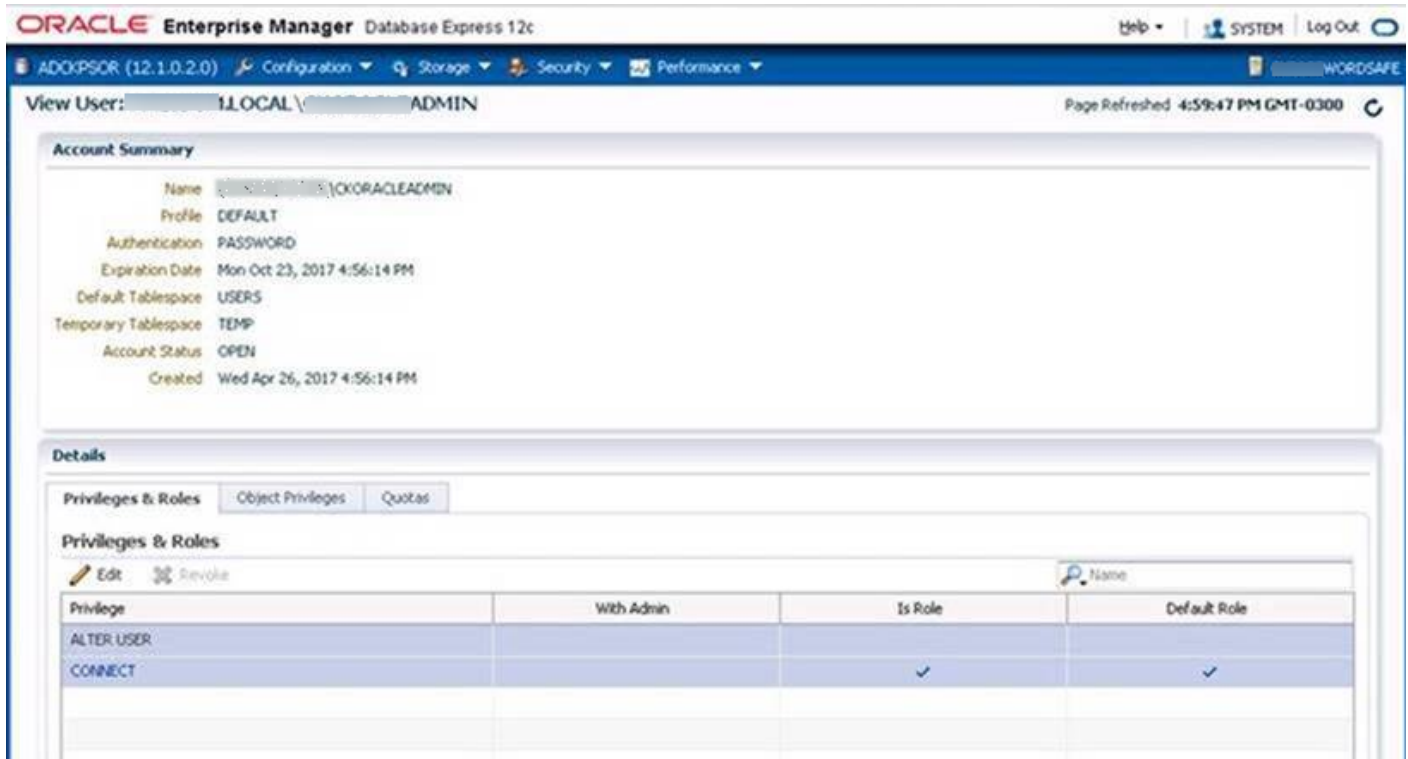 ORACLE Enterprise Manager Database Express 12c Help SYSTEM Log Out
(12.1.0.2.0) Configuration Storage Security Performance WORDSAFE
View User: LOCAL\ ADMIN Page Refreshed 4:59:47 PM GMT-0300
Account Summary
Name \CKORACLEADMIN
Profile DEFAULT
Authentication PASSWORD
Expiration Date Mon Oct 23, 2017 4:56:14 PM
Default Tablespace USERS
Temporary Tablespace TEMP
Account Status OPEN
Created Wed Apr 26, 2017 4:56:14 PM
Details
Privileges & Roles Object Privileges Quotas
Privileges & Roles
Edit Revoke Name
Privilege With Admin Is Role Default Role
ALTER USER
CONNECT